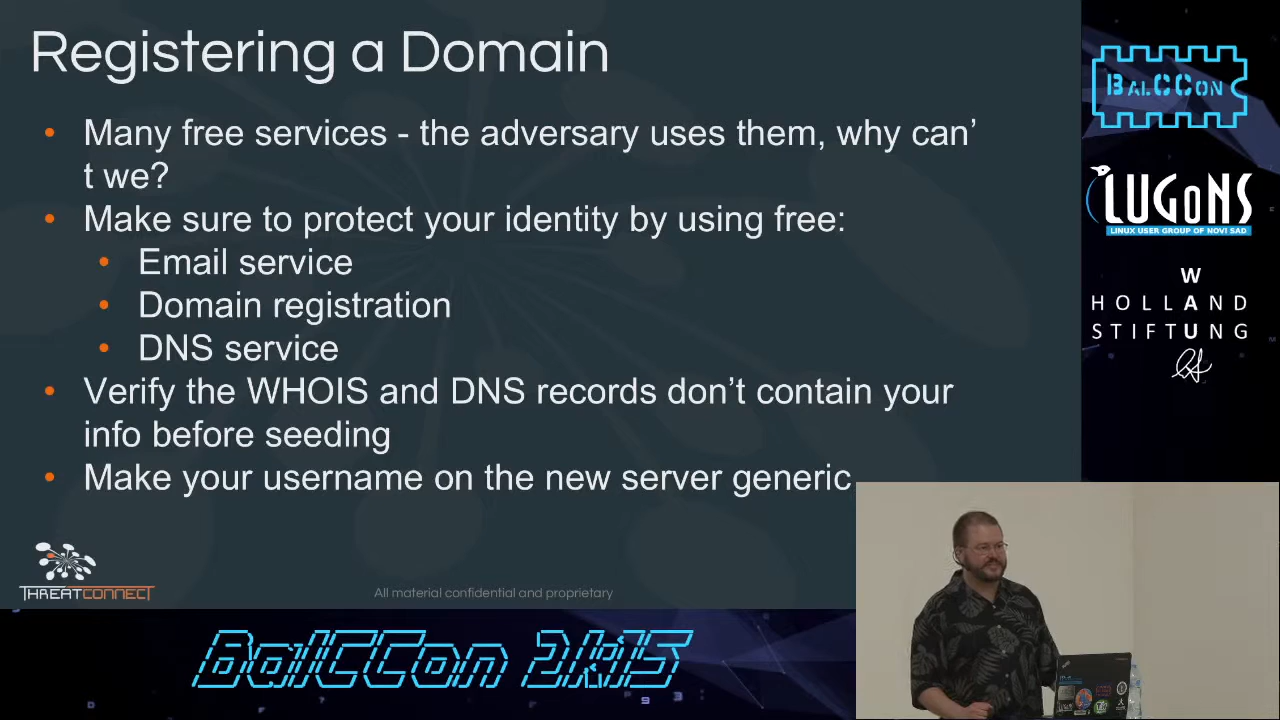 Registering a Domain
• Many free services - the adversary uses them, why can’
t we?
• Make sure to protect your identity by using free:
• Email service
• Domain registration
• DNS service
• Verify the WHOIS and DNS records don’t contain your
info before seeding
• Make your username on the new server generic
THREATCONNECT
All material confidential and proprietary
BALCCON
LUGONS
LINUX USER GROUP OF NOVI SAD
W
HOLLAND
STIFTUNG
BalCCon 2k15